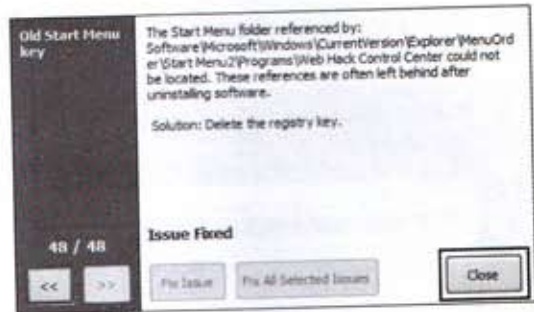 Old Start Menu
key
The Start Menu folder referenced by:
Software\Microsoft\Windows\CurrentVersion\Explorer\MenuOrd
er\Start Menu2\Programs\Web Hack Control Center could not
be located. These references are often left behind after
uninstalling software.
Solution: Delete the registry key.
Issue Fixed
48 / 48
<< >> Fix Issue Fix All Selected Issues Close